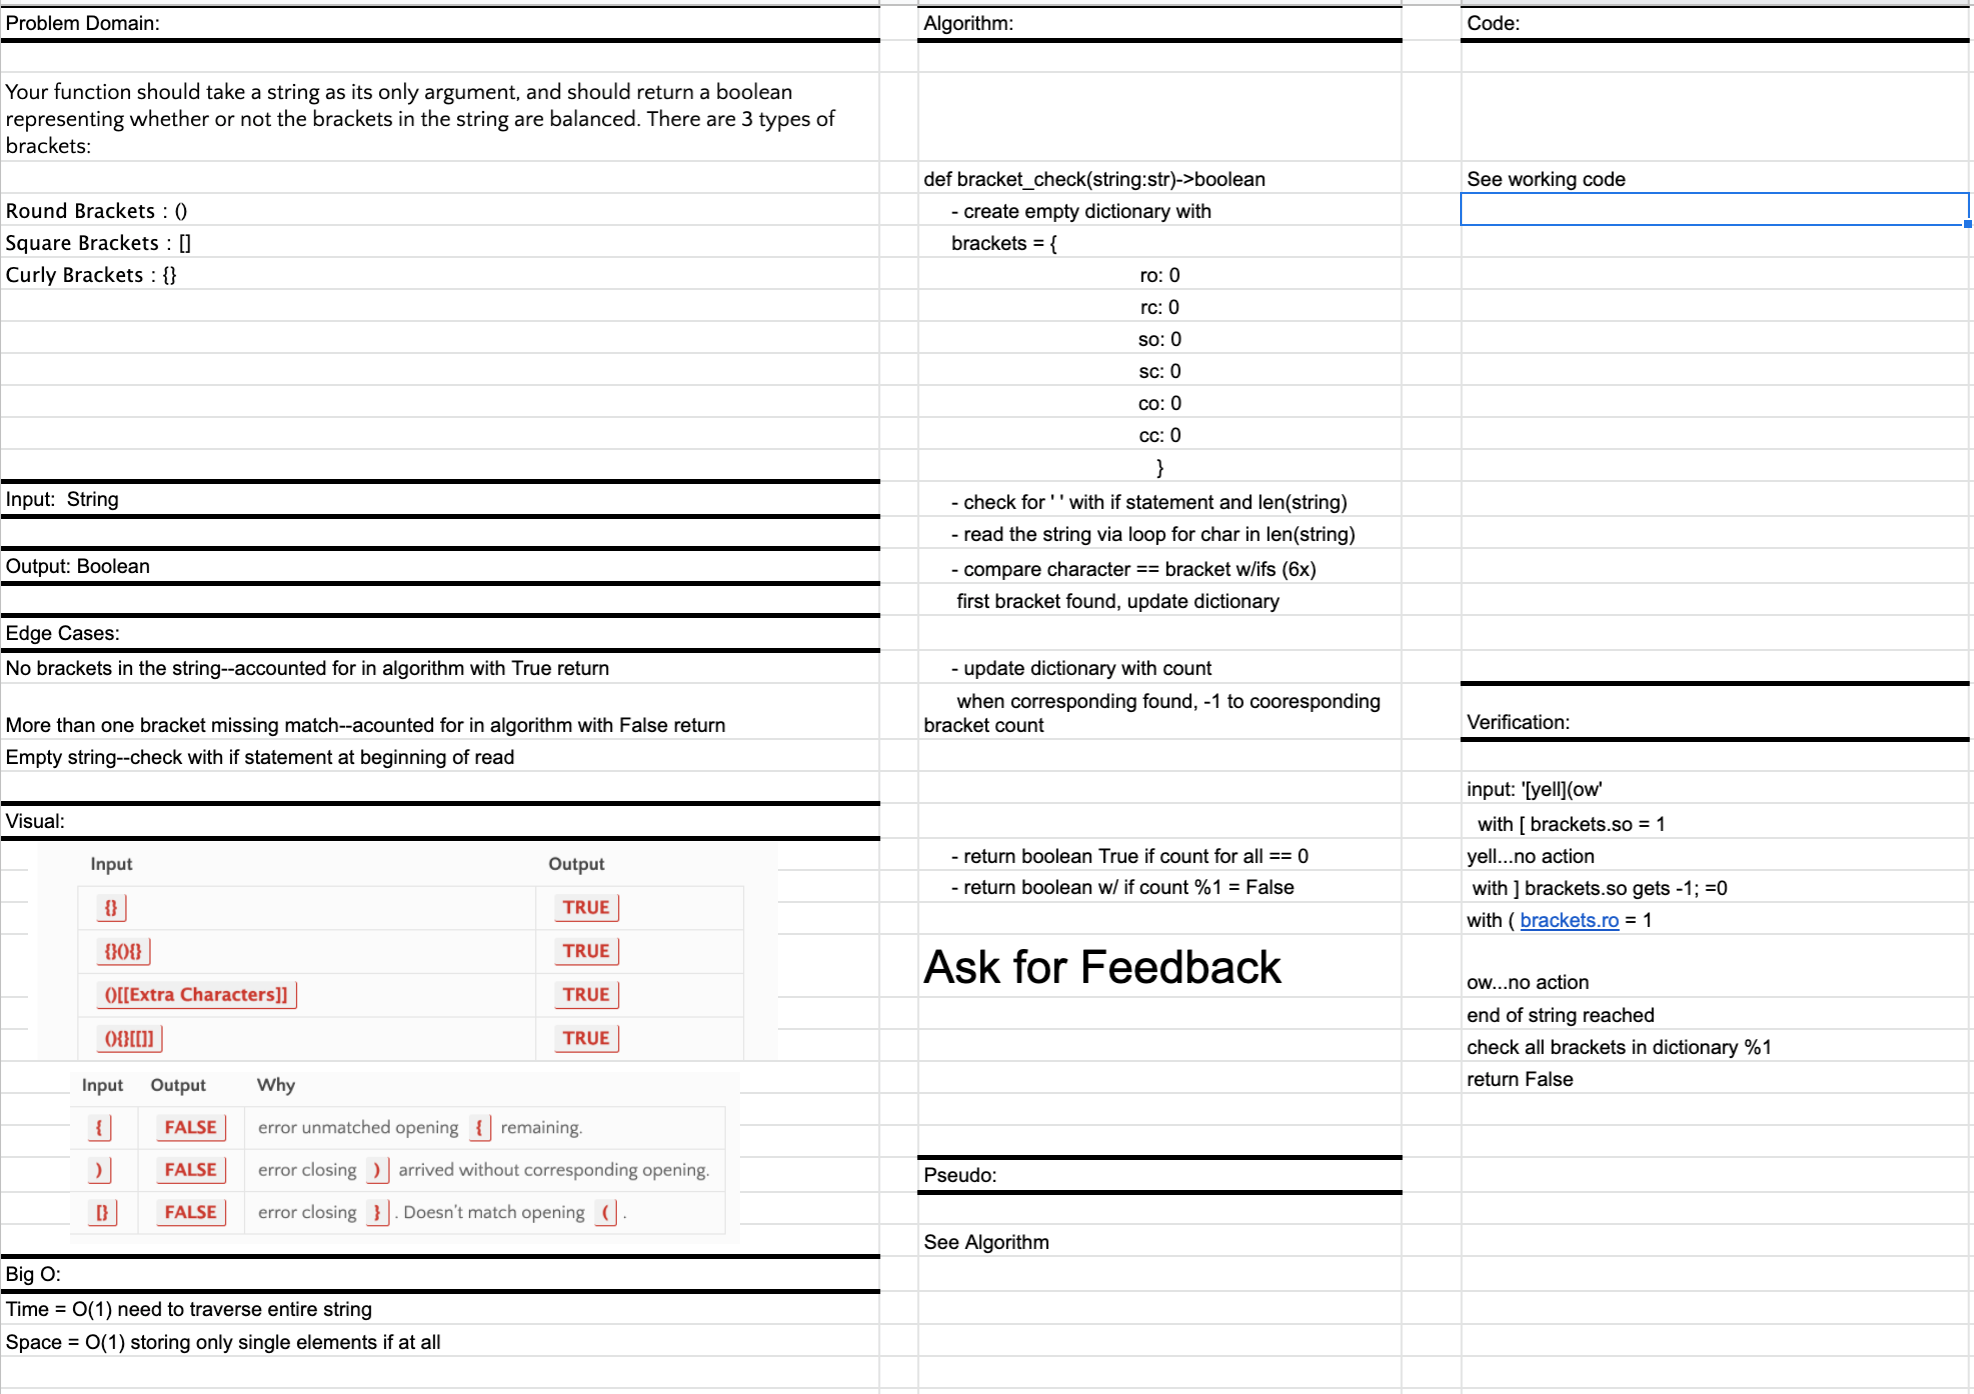 Problem Domain:
Your function should take a string as its only argument, and should return a boolean
representing whether or not the brackets in the string are balanced. There are 3 types of
brackets:
Round Brackets : ()
Square Brackets : []
Curly Brackets : {}
Input:  String
Output: Boolean
Edge Cases:
No brackets in the string--accounted for in algorithm with True return
More than one bracket missing match--acounted for in algorithm with False return
Empty string--check with if statement at beginning of read
Visual:
Input Output
{} TRUE
{}(){} TRUE
()[[Extra Characters]] TRUE
(){}[[]] TRUE
Input Output Why
{ FALSE error unmatched opening { remaining.
) FALSE error closing ) arrived without corresponding opening.
[} FALSE error closing } . Doesn't match opening ( .
Big O:
Time = O(1) need to traverse entire string
Space = O(1) storing only single elements if at all
Algorithm:
def bracket_check(string:str)->boolean
- create empty dictionary with
brackets = {
ro: 0
rc: 0
so: 0
sc: 0
co: 0
cc: 0
}
- check for ' ' with if statement and len(string)
- read the string via loop for char in len(string)
- compare character == bracket w/ifs (6x)
first bracket found, update dictionary
- update dictionary with count
when corresponding found, -1 to cooresponding
bracket count
- return boolean True if count for all == 0
- return boolean w/ if count %1 = False
Ask for Feedback
Pseudo:
See Algorithm
Code:
See working code
Verification:
input: '[yell](ow'
with [ brackets.so = 1
yell...no action
with ] brackets.so gets -1; =0
with ( brackets.ro = 1
ow...no action
end of string reached
check all brackets in dictionary %1
return False